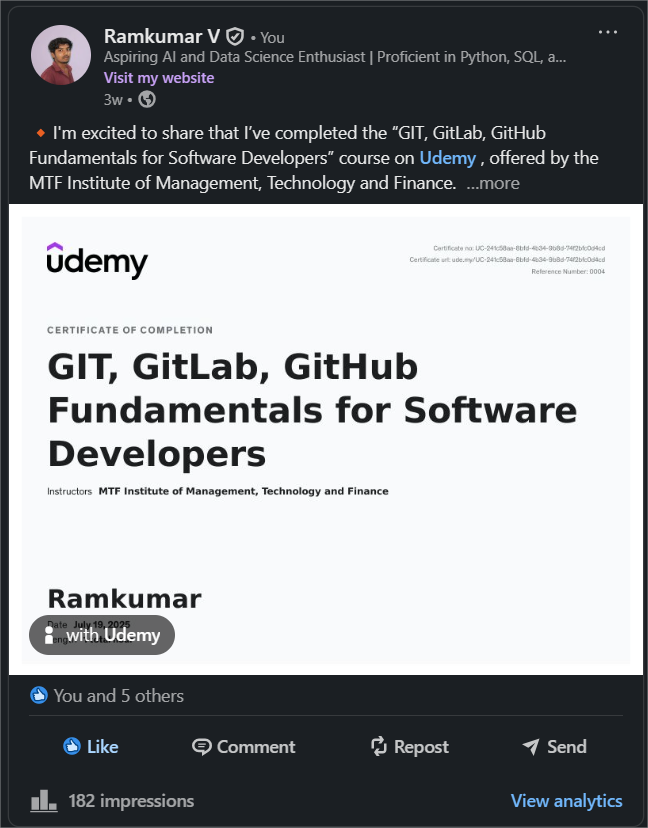 Ramkumar V • You
Aspiring AI and Data Science Enthusiast | Proficient in Python, SQL, a...
Visit my website
3w •
I'm excited to share that I've completed the “GIT, GitLab, GitHub
Fundamentals for Software Developers” course on Udemy , offered by the
MTF Institute of Management, Technology and Finance. ...more
udemy
Certificate no: UC-241c58aa-8bfd-4b34-9b8d-74f2bfc0d4cd
Certificate url: ude.my/UC-241c58aa-8bfd-4b34-9b8d-74f2bfc0d4cd
Reference Number: 0004
CERTIFICATE OF COMPLETION
GIT, GitLab, GitHub
Fundamentals for Software
Developers
Instructors MTF Institute of Management, Technology and Finance
Ramkumar
Date July 19, 2025
with Udemy
You and 5 others
Like Comment Repost Send
182 impressions View analytics